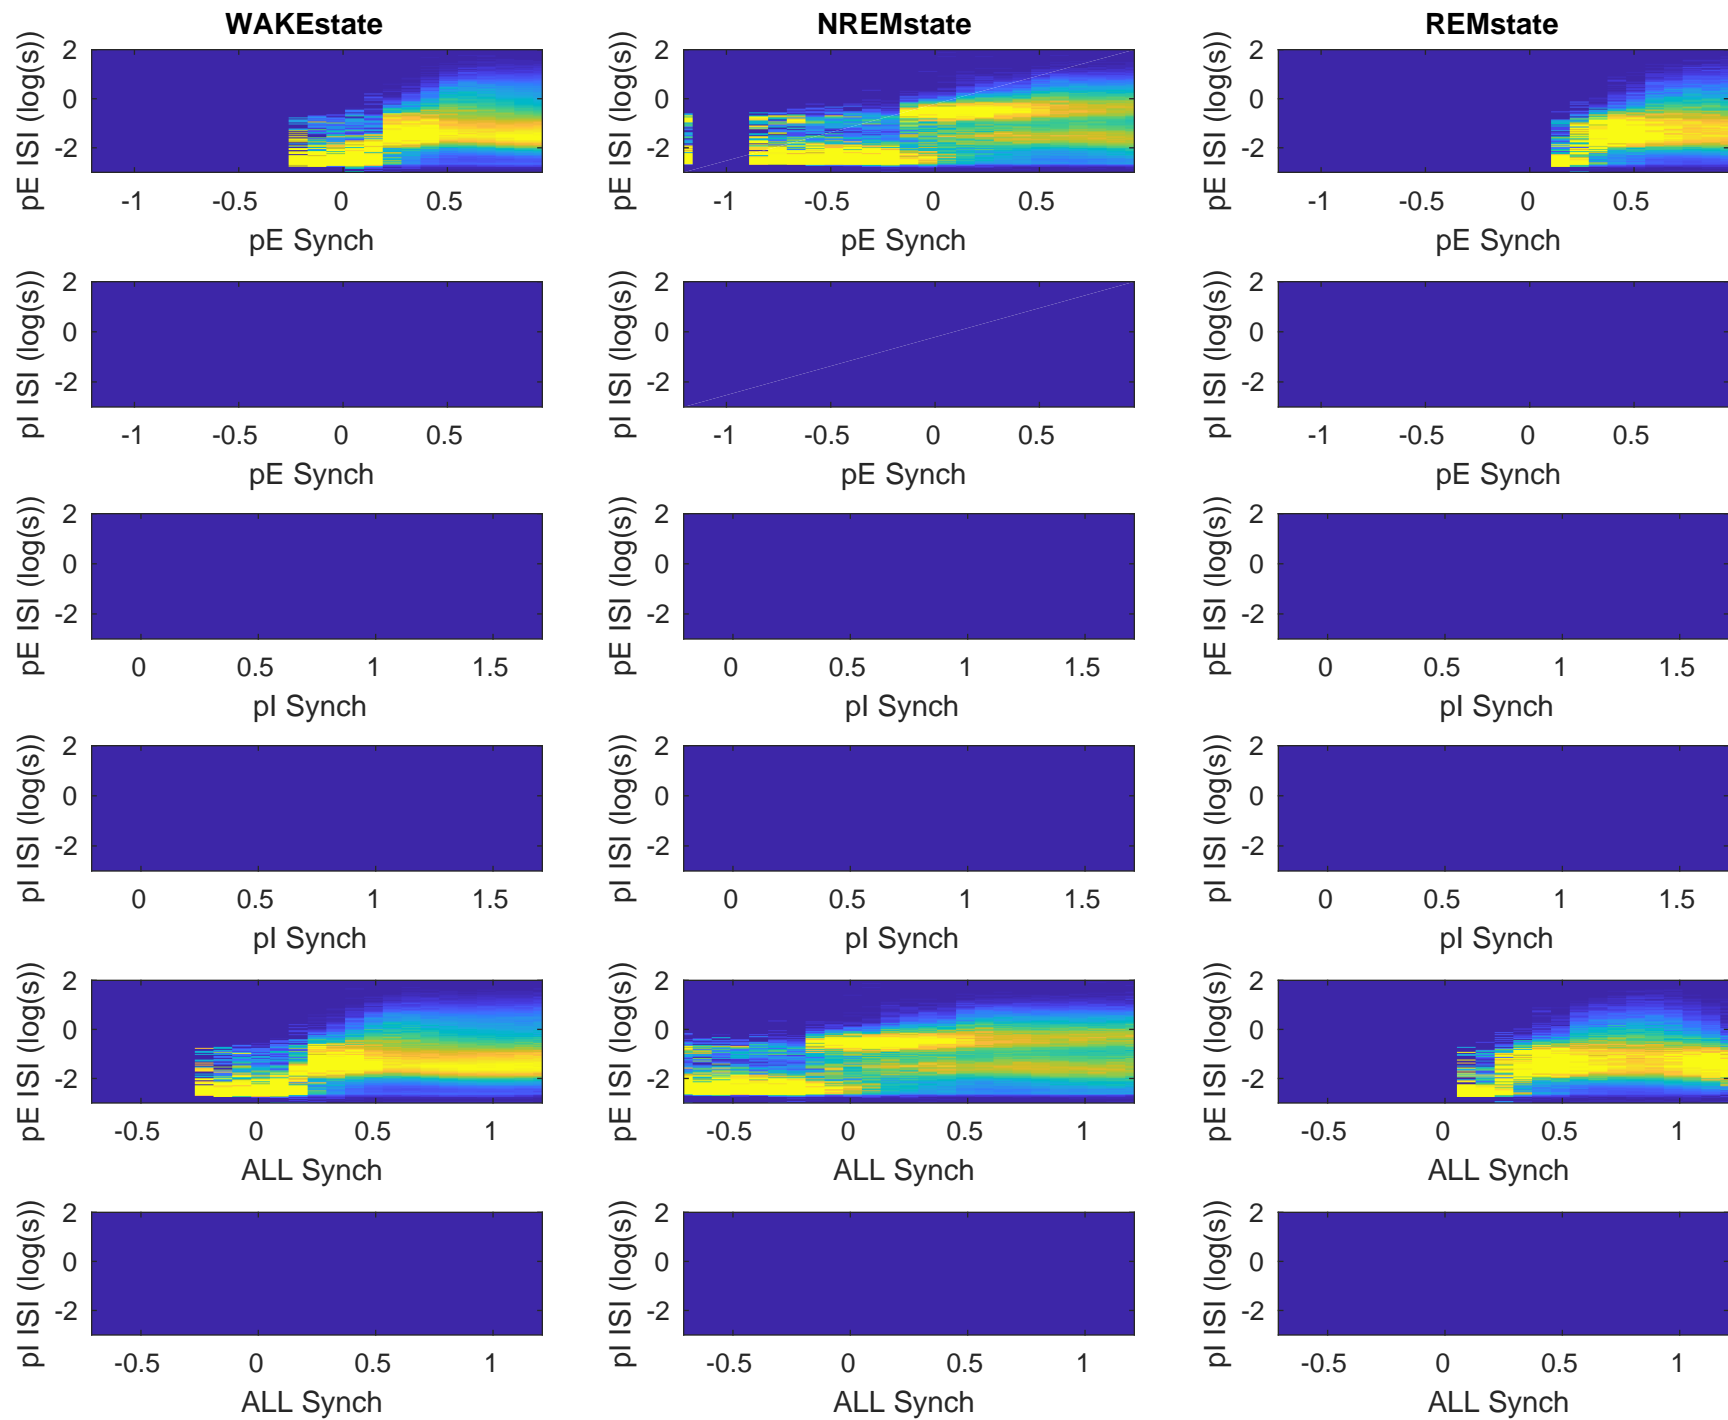 WAKEstate NREMstate REMstate
pE ISI (log(s)) 2 0 -2 pE ISI (log(s)) 2 0 -2 pE ISI (log(s)) 2 0 -2
-1 -0.5 0 0.5 -1 -0.5 0 0.5 -1 -0.5 0 0.5
pE Synch pE Synch pE Synch
pI ISI (log(s)) 2 0 -2 pI ISI (log(s)) 2 0 -2 pI ISI (log(s)) 2 0 -2
-1 -0.5 0 0.5 -1 -0.5 0 0.5 -1 -0.5 0 0.5
pE Synch pE Synch pE Synch
pE ISI (log(s)) 2 0 -2 pE ISI (log(s)) 2 0 -2 pE ISI (log(s)) 2 0 -2
0 0.5 1 1.5 0 0.5 1 1.5 0 0.5 1 1.5
pI Synch pI Synch pI Synch
pI ISI (log(s)) 2 0 -2 pI ISI (log(s)) 2 0 -2 pI ISI (log(s)) 2 0 -2
0 0.5 1 1.5 0 0.5 1 1.5 0 0.5 1 1.5
pI Synch pI Synch pI Synch
pE ISI (log(s)) 2 0 -2 pE ISI (log(s)) 2 0 -2 pE ISI (log(s)) 2 0 -2
-0.5 0 0.5 1 -0.5 0 0.5 1 -0.5 0 0.5 1
ALL Synch ALL Synch ALL Synch
pI ISI (log(s)) 2 0 -2 pI ISI (log(s)) 2 0 -2 pI ISI (log(s)) 2 0 -2
-0.5 0 0.5 1 -0.5 0 0.5 1 -0.5 0 0.5 1
ALL Synch ALL Synch ALL Synch